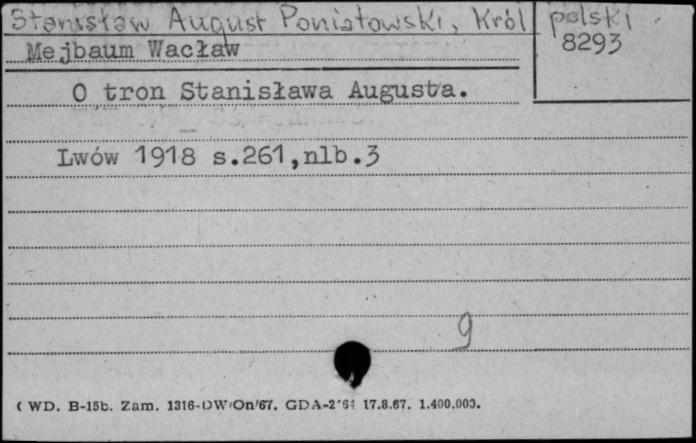 Stanisław August Poniatowski, Król polski
8293
Mejbaum Wacław
O tron Stanisława Augusta.
Lwów 1918 s.261,nlb.3
9
( WD. B-15b. Zam. 1316-DW/On/67. GDA-2 17.8.67. 1.400.000.